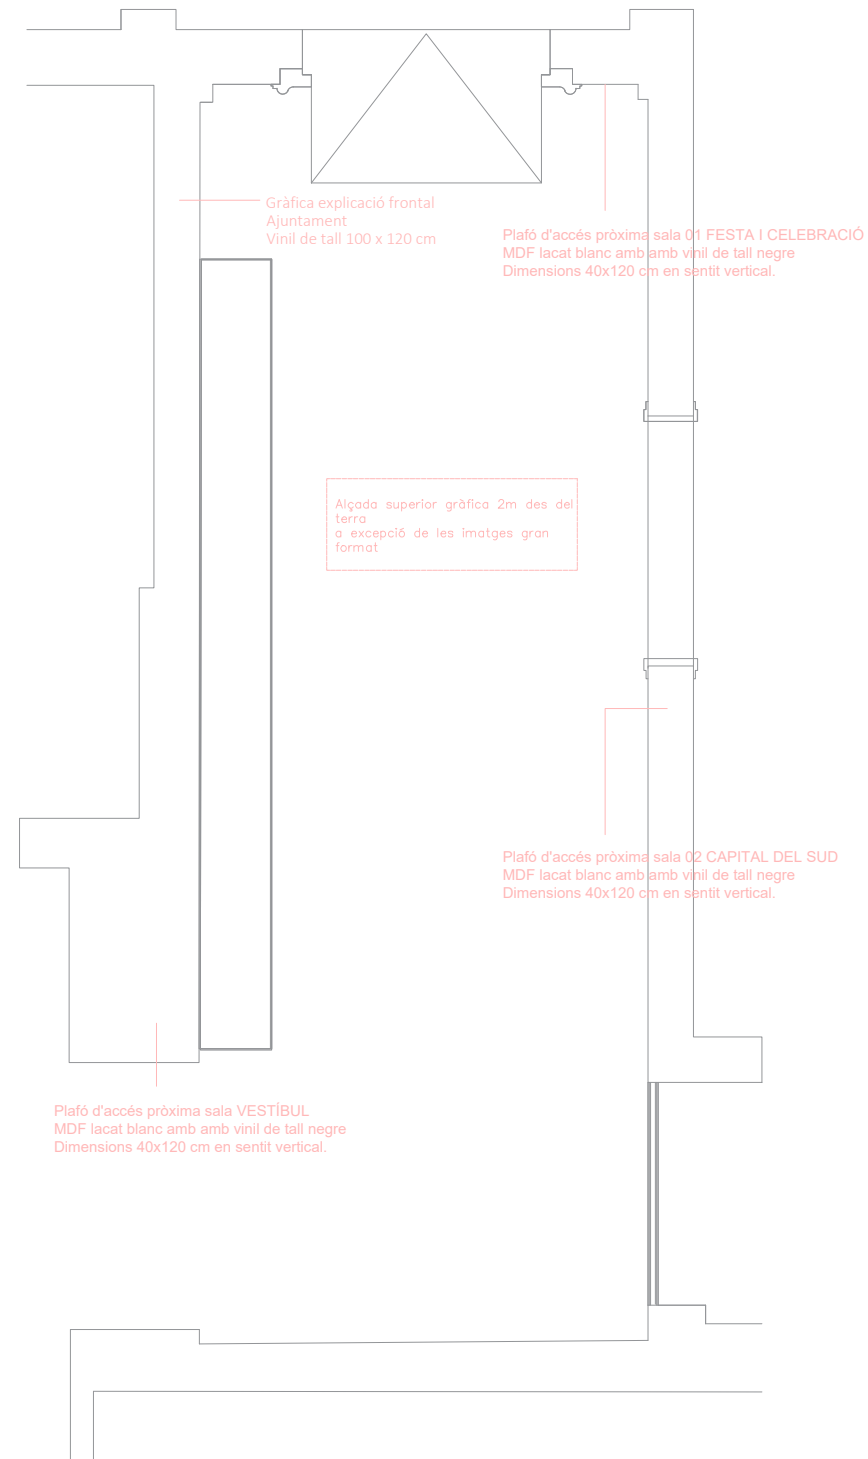 Gràfica explicació frontal
Ajuntament
Vinil de tall 100 x 120 cm
Plafó d'accés pròxima sala 01 FESTA I CELEBRACIÓ
MDF lacat blanc amb amb vinil de tall negre
Dimensions 40x120 cm en sentit vertical.
Alçada superior gràfica 2m des del
terra
a excepció de les imatges gran
format
Plafó d'accés pròxima sala 02 CAPITAL DEL SUD
MDF lacat blanc amb amb vinil de tall negre
Dimensions 40x120 cm en sentit vertical.
Plafó d'accés pròxima sala VESTÍBUL
MDF lacat blanc amb amb vinil de tall negre
Dimensions 40x120 cm en sentit vertical.